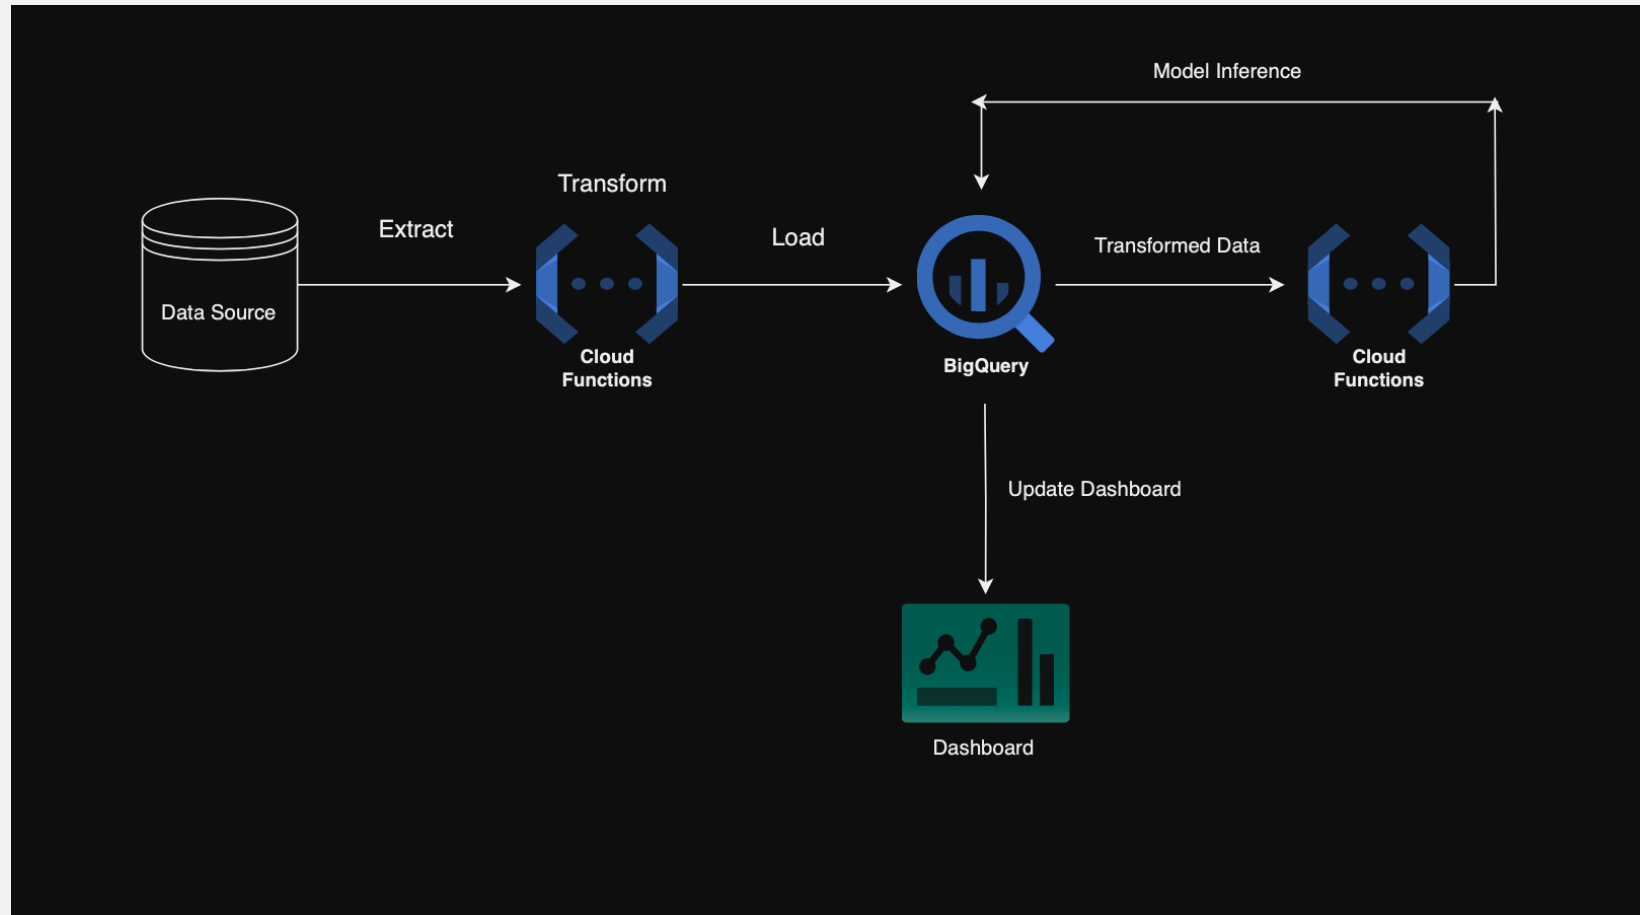 Model Inference
Transform
Extract
Load
Transformed Data
Data Source
Cloud
Functions
BigQuery
Cloud
Functions
Update Dashboard
Dashboard